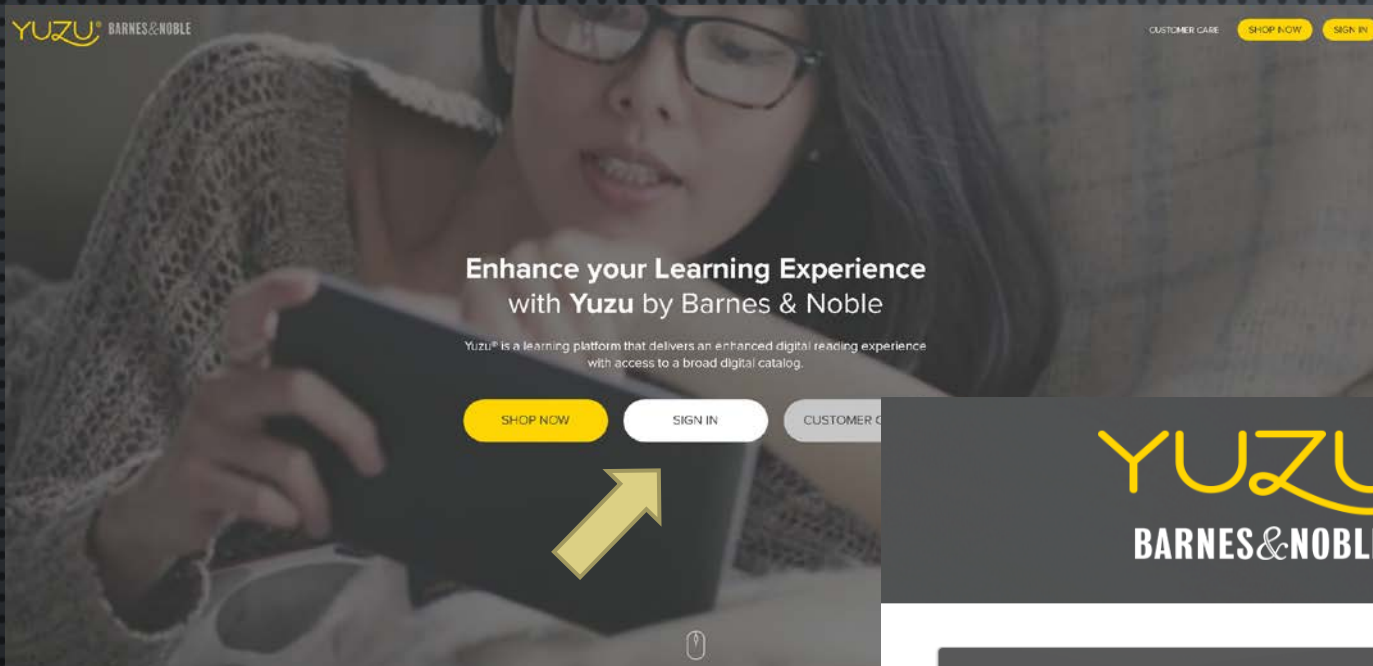 YUZU® BARNES&NOBLE
CUSTOMER CARE
SHOP NOW
SIGN IN
Enhance your Learning Experience
with Yuzu by Barnes & Noble
Yuzu® is a learning platform that delivers an enhanced digital reading experience
with access to a broad digital catalog.
SHOP NOW
SIGN IN
CUSTOMER
YUZU
BARNES&NOBLE